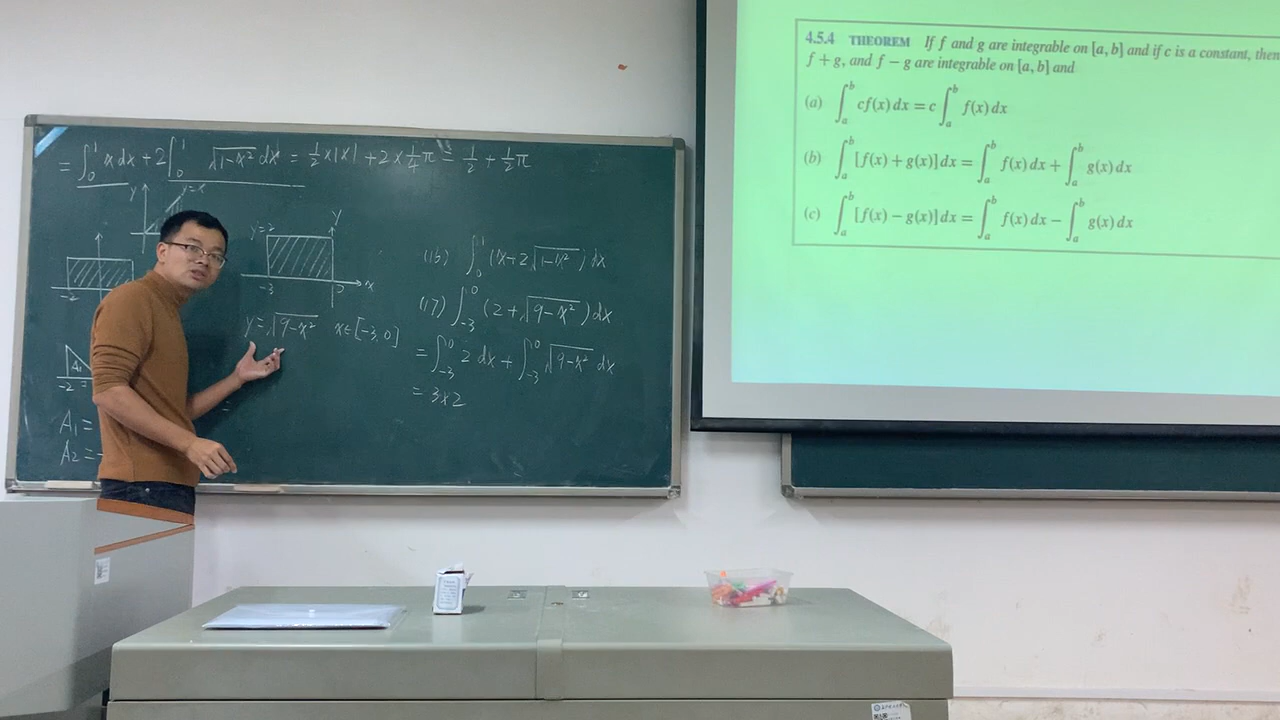 = ∫₀¹ x dx + 2 ∫₀¹ √(1-x²) dx = ½×1×1 + 2×¼π = ½ + ½π
y
y=x
-2
-2
A₁
A₁ =
A₂ = -
y
y=2
-3
0
x
y = √(9-x²) x∈[-3,0]
=
(16) ∫₀¹ (x+2√(1-x²)) dx
(17) ∫₋₃⁰ (2+√(9-x²)) dx
= ∫₋₃⁰ 2 dx + ∫₋₃⁰ √(9-x²) dx
= 3×2
4.5.4 THEOREM If f and g are integrable on [a, b] and if c is a constant, then
f + g, and f − g are integrable on [a, b] and
(a) ∫ₐᵇ cf(x) dx = c ∫ₐᵇ f(x) dx
(b) ∫ₐᵇ [f(x) + g(x)] dx = ∫ₐᵇ f(x) dx + ∫ₐᵇ g(x) dx
(c) ∫ₐᵇ [f(x) − g(x)] dx = ∫ₐᵇ f(x) dx − ∫ₐᵇ g(x) dx